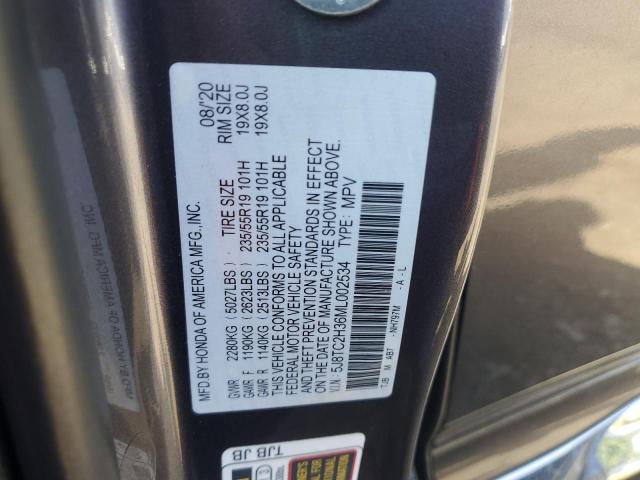 MFD.BY HONDA OF AMERICA MFG.,INC. 08/'20
TIRE SIZE RIM SIZE
GVWR 2280KG ( 5027LBS )
GAWR F 1190KG ( 2623LBS ) 235/55R19 101H 19X8.0J
GAWR R 1140KG ( 2513LBS ) 235/55R19 101H 19X8.0J
THIS VEHICLE CONFORMS TO ALL APPLICABLE
FEDERAL MOTOR VEHICLE SAFETY
AND THEFT PREVENTION STANDARDS IN EFFECT
ON THE DATE OF MANUFACTURE SHOWN ABOVE.
V.I.N.: 5J8TC2H36ML002534 TYPE: MPV
TJB M AB7 -NH797M -A-L
TJB JB